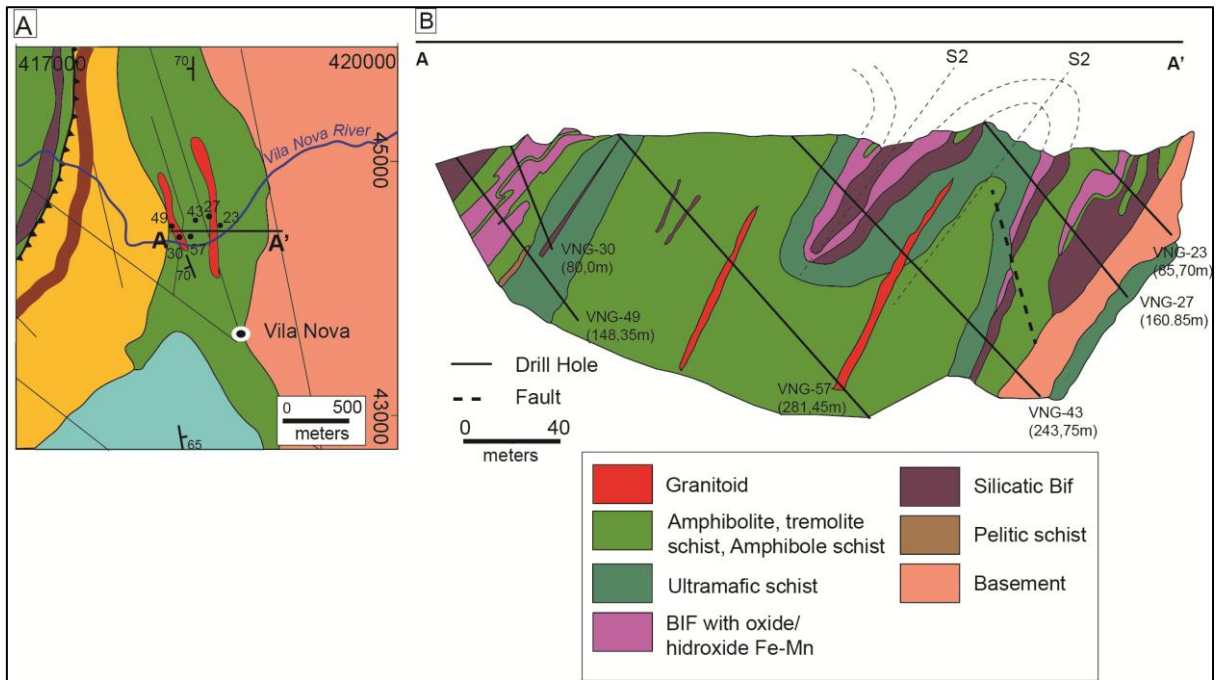 A
417000
420000
70
Vila Nova River
45000
49
43
27
23
A
30
57
A'
70
Vila Nova
0 500
meters
43000
65
B
A
S2
S2
A'
VNG-30
(80,0m)
VNG-49
(148,35m)
VNG-57
(281,45m)
VNG-23
(85,70m)
VNG-27
(160.85m)
VNG-43
(243,75m)
Drill Hole
Fault
0 40
meters
Granitoid
Amphibolite, tremolite
schist, Amphibole schist
Ultramafic schist
BIF with oxide/
hidroxide Fe-Mn
Silicatic Bif
Pelitic schist
Basement